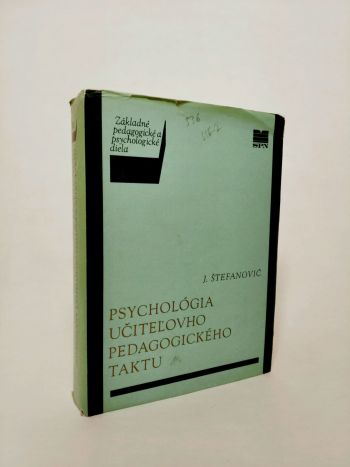 Základné
pedagogické a
psychologické
diela
SPN
J. ŠTEFANOVIČ
PSYCHOLÓGIA
UČITEĽOVHO
PEDAGOGICKÉHO
TAKTU